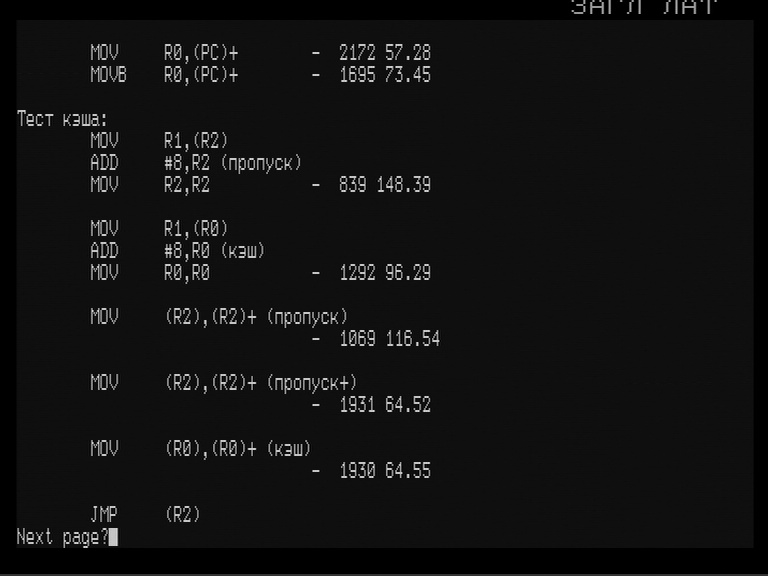 ЗАГЛ ЛАТ
MOV R0,(PC)+ - 2172 57.28
MOVB R0,(PC)+ - 1695 73.45
Тест кэша:
MOV R1,(R2)
ADD #8,R2 (пропуск)
MOV R2,R2 - 839 148.39
MOV R1,(R0)
ADD #8,R0 (кэш)
MOV R0,R0 - 1292 96.29
MOV (R2),(R2)+ (пропуск)
- 1069 116.54
MOV (R2),(R2)+ (пропуск+)
- 1931 64.52
MOV (R0),(R0)+ (кэш)
- 1930 64.55
JMP (R2)
Next page?